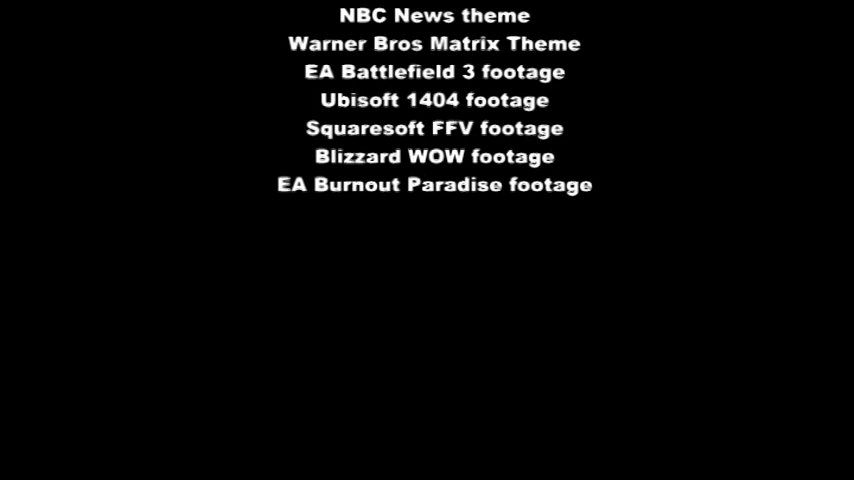 NBC News theme
Warner Bros Matrix Theme
EA Battlefield 3 footage
Ubisoft 1404 footage
Squaresoft FFV footage
Blizzard WOW footage
EA Burnout Paradise footage